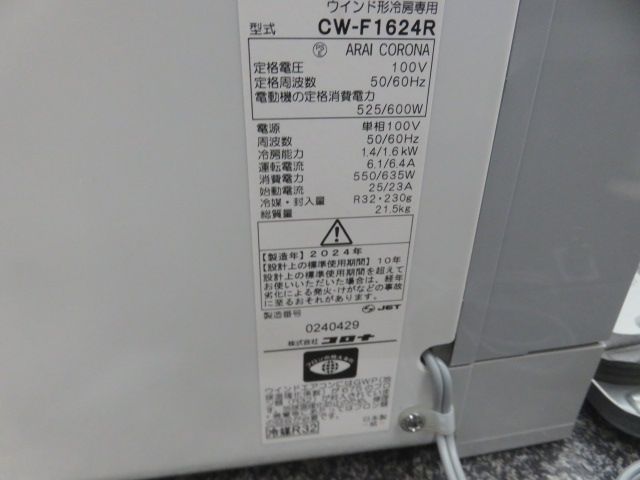 ウインド形冷房専用
型式 CW-F1624R
ARAI CORONA
定格電圧 100V
定格周波数 50/60Hz
電動機の定格消費電力
525/600W
電源 単相100V
周波数 50/60Hz
冷房能力 1.4/1.6kW
運転電流 6.1/6.4A
消費電力 550/635W
始動電流 25/23A
冷媒・封入量 R32・230g
総質量 21.5kg
【製造年】2024年
【設計上の標準使用期間】10年
設計上の標準使用期間を超えて
お使いいただいた場合は、経年
劣化による発火・けがなどの事故
に至るおそれがあります。
製造番号 JET
0240429
株式会社 コロナ
フロンの見える化
冷媒R32
日本製